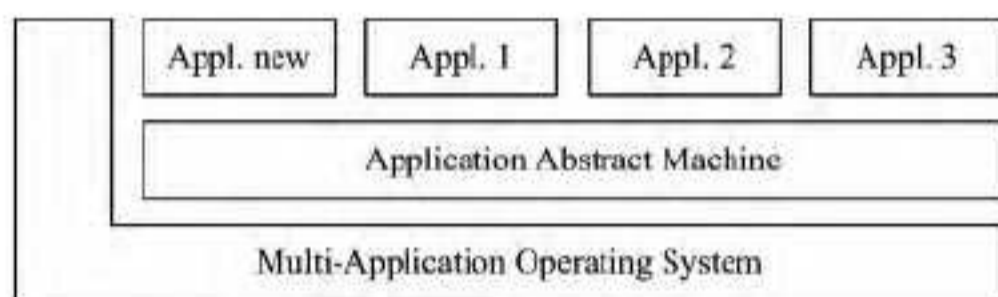 Appl. new Appl. 1 Appl. 2 Appl. 3
Application Abstract Machine
Multi-Application Operating System